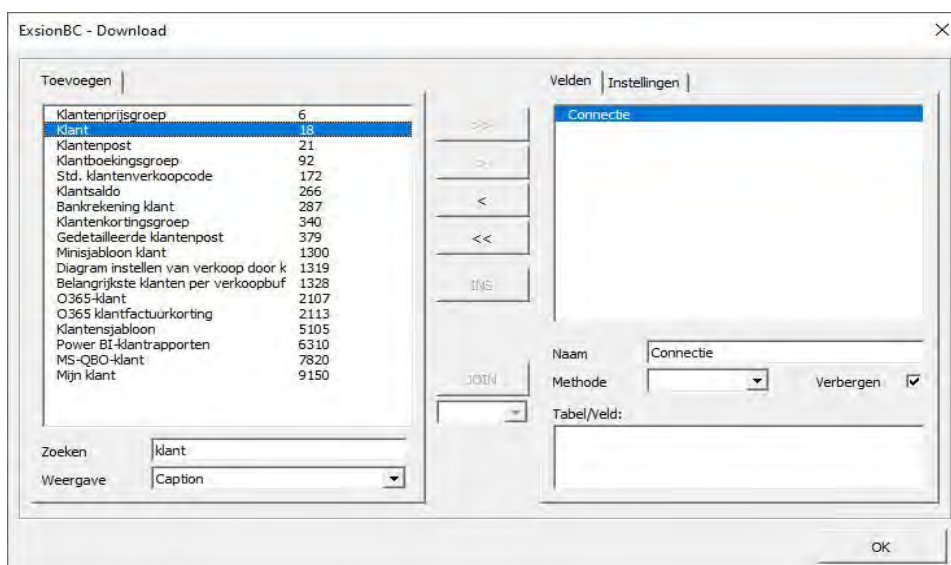 ExsionBC - Download
Toevoegen
Klantenprijsgroep 6
Klant 18
Klantenpost 21
Klantboekingsgroep 92
Std. klantenverkoopcode 172
Klantsaldo 266
Bankrekening klant 287
Klantenkortingsgroep 340
Gedetailleerde klantenpost 379
Minisjabloon klant 1300
Diagram instellen van verkoop door k 1319
Belangrijkste klanten per verkoopbuf 1328
O365-klant 2107
O365 klantfactuurkorting 2113
Klantensjabloon 5105
Power BI-klantrapporten 6310
MS-QBO-klant 7820
Mijn klant 9150
Zoeken klant
Weergave Caption
>>
>
<
<<
INS
JOIN
Velden Instellingen
Connectie
Naam Connectie
Methode Verbergen
Tabel/Veld:
OK